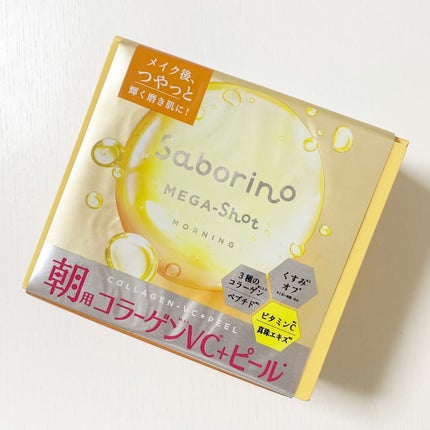 メイク後、
つやっと
輝く磨き肌に!
Saborino
MEGA-Shot
MORNING
3種の
コラーゲン
ペプチド
くすみ
オフ
ビタミンC
真珠エキス
COLLAGEN・VC+PEEL
朝用コラーゲンVC+ピール